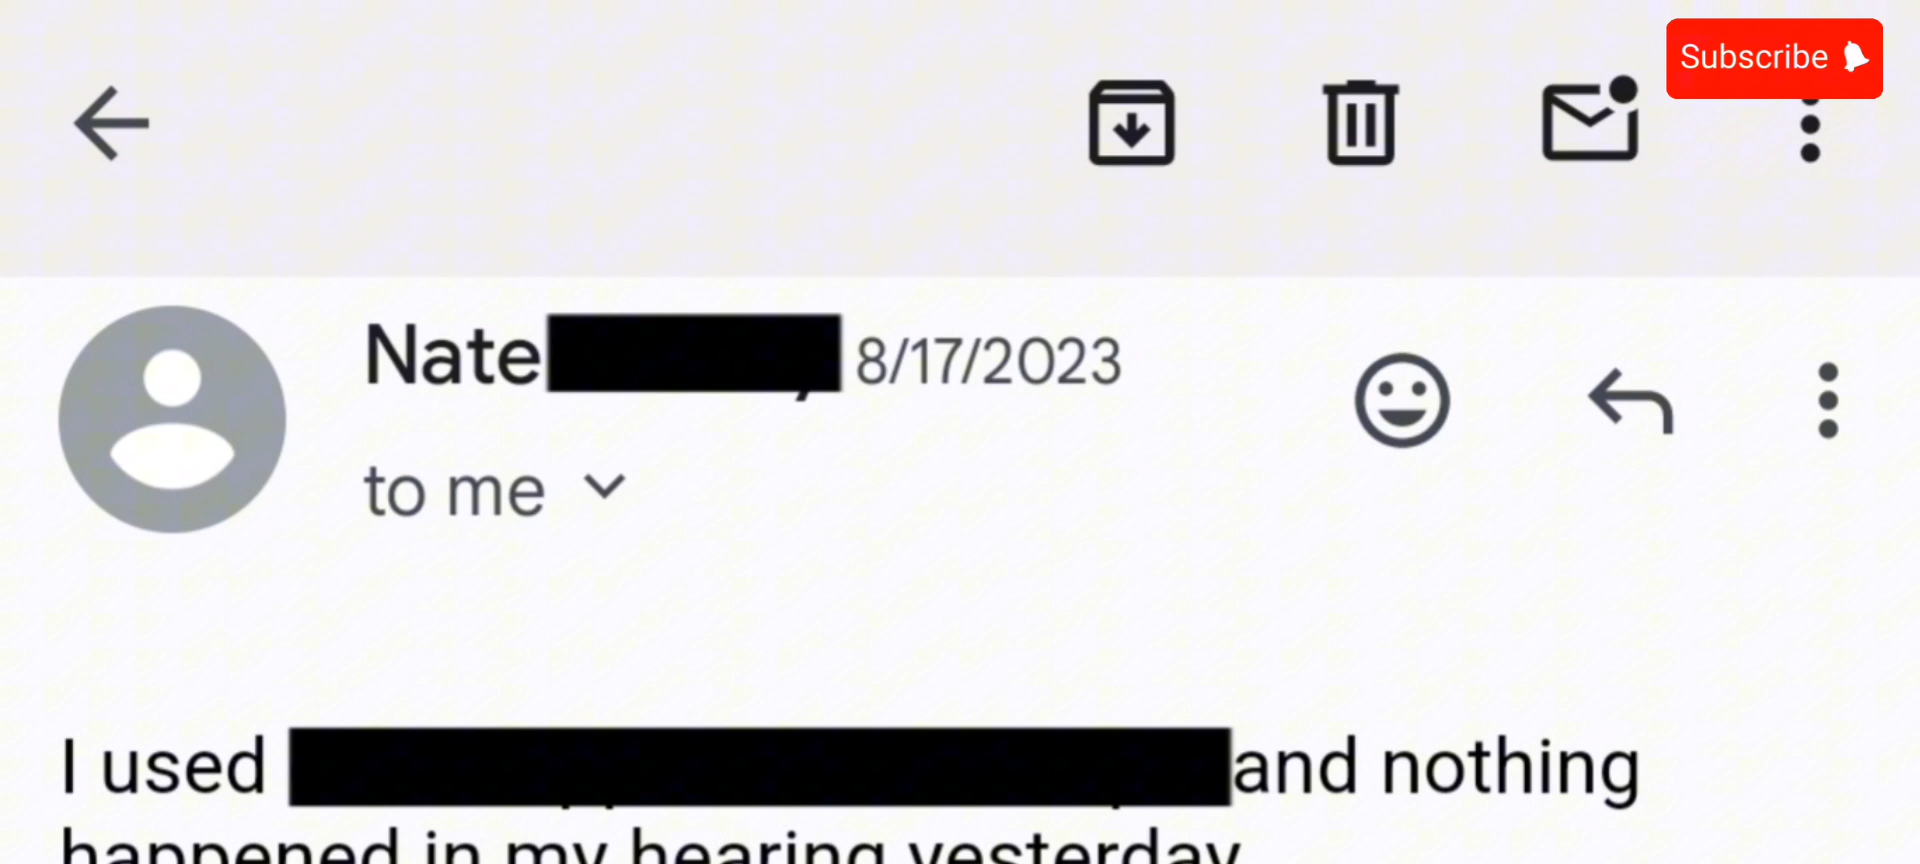 Subscribe
Nate 8/17/2023
to me
I used and nothing
happened in my hearing yesterday